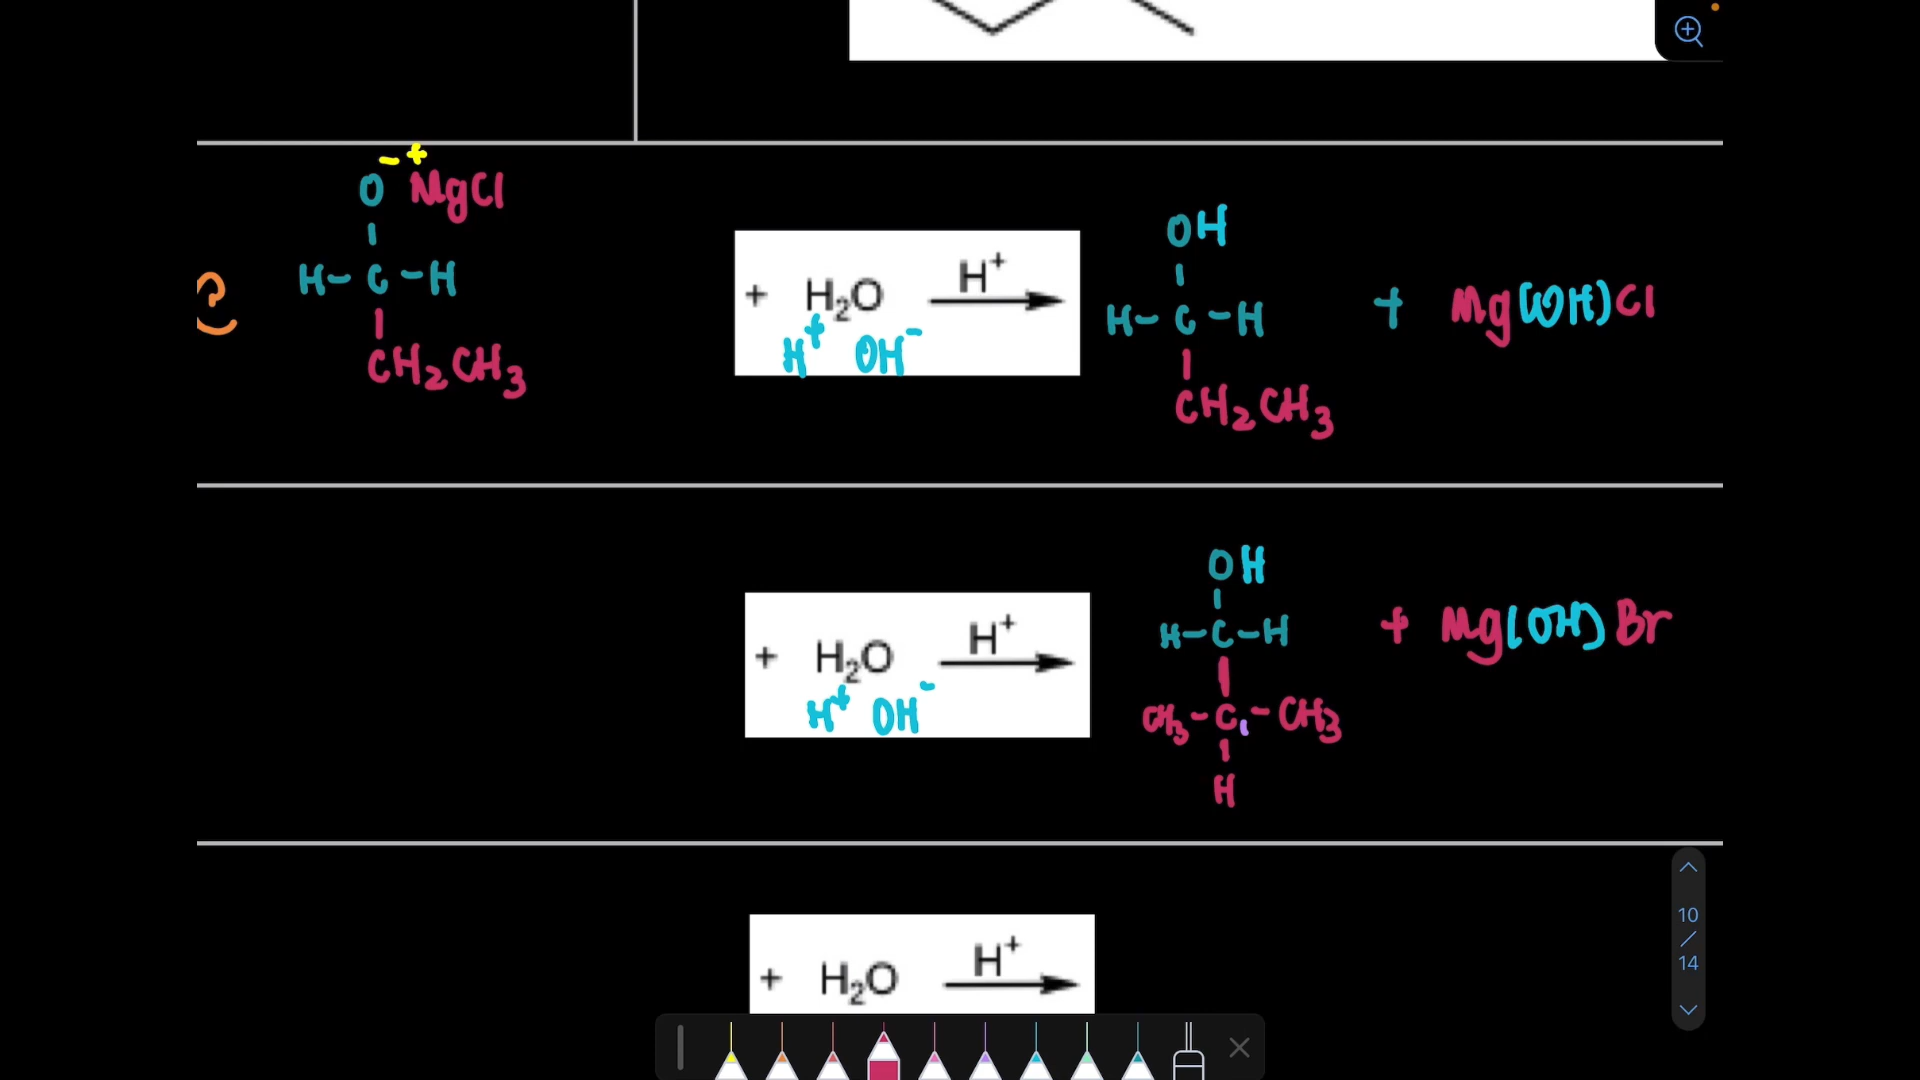 - +
O MgCl
H - C - H
CH2CH3
+ H2O H+
H+ OH-
OH
H - C - H
CH2CH3
+ Mg(OH)Cl
+ H2O H+
H+ OH-
OH
H - C - H
CH3 - C - CH3
H
+ Mg(OH)Br
+ H2O H+
10
/
14